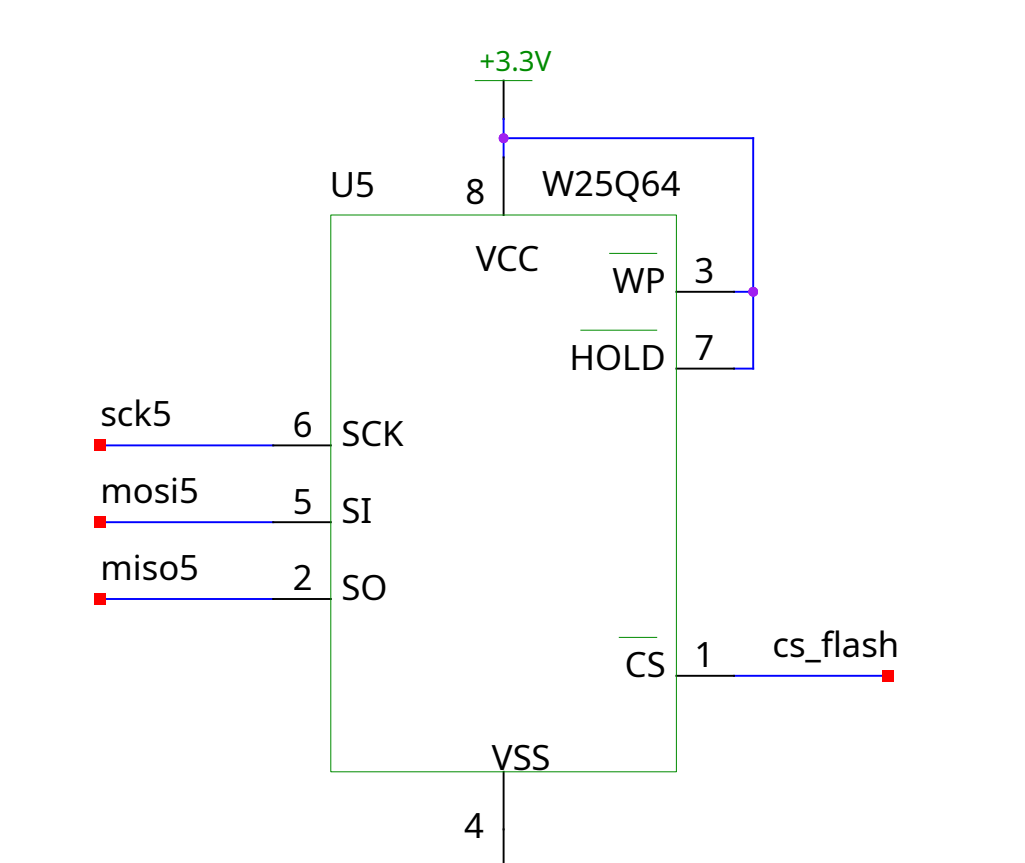 +3.3V
U5
8
W25Q64
VCC
WP
3
HOLD
7
sck5
6
SCK
mosi5
5
SI
miso5
2
SO
CS
1
cs_flash
VSS
4